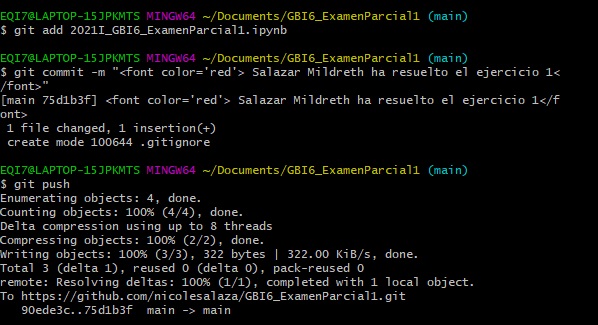 EQI7@LAPTOP-15JPKMTS MINGW64 ~/Documents/GBI6_ExamenParcial1 (main)
$ git add 2021I_GBI6_ExamenParcial1.ipynb
EQI7@LAPTOP-15JPKMTS MINGW64 ~/Documents/GBI6_ExamenParcial1 (main)
$ git commit -m "<font color='red'> Salazar Mildreth ha resuelto el ejercicio 1<
/font>"
[main 75d1b3f] <font color='red'> Salazar Mildreth ha resuelto el ejercicio 1</f
ont>
 1 file changed, 1 insertion(+)
 create mode 100644 .gitignore
EQI7@LAPTOP-15JPKMTS MINGW64 ~/Documents/GBI6_ExamenParcial1 (main)
$ git push
Enumerating objects: 4, done.
Counting objects: 100% (4/4), done.
Delta compression using up to 8 threads
Compressing objects: 100% (2/2), done.
Writing objects: 100% (3/3), 322 bytes | 322.00 KiB/s, done.
Total 3 (delta 1), reused 0 (delta 0), pack-reused 0
remote: Resolving deltas: 100% (1/1), completed with 1 local object.
To https://github.com/nicolesalaza/GBI6_ExamenParcial1.git
   90ede3c..75d1b3f  main -> main